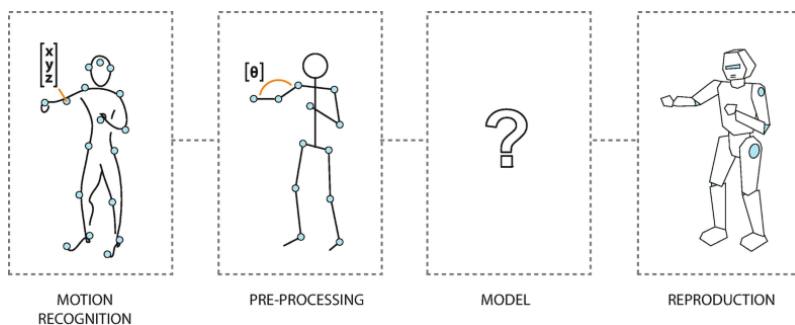 x
y
z
[θ]
?
MOTION
RECOGNITION
PRE-PROCESSING
MODEL
REPRODUCTION